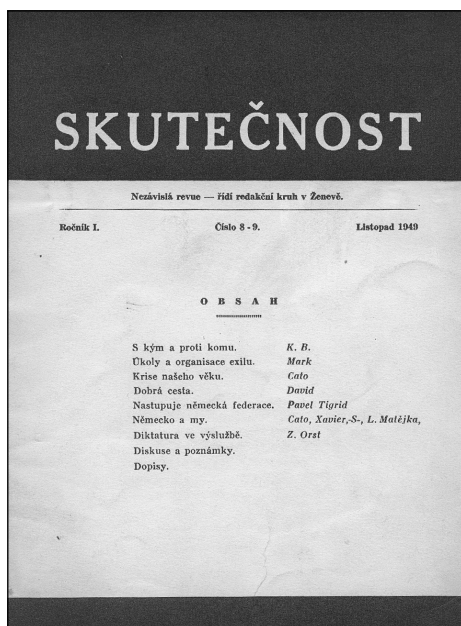 SKUTEČNOST
Nezávislá revue — řídí redakční kruh v Ženevě.
Ročník I. Číslo 8 - 9. Listopad 1949
OBSAH
S kým a proti komu. K. B.
Úkoly a organisace exilu. Mark
Krise našeho věku. Cato
Dobrá cesta. David
Nastupuje německá federace. Pavel Tigrid
Německo a my. Cato, Xavier,-S-, L. Matějka,
Diktatura ve výslužbě. Z. Orst
Diskuse a poznámky.
Dopisy.